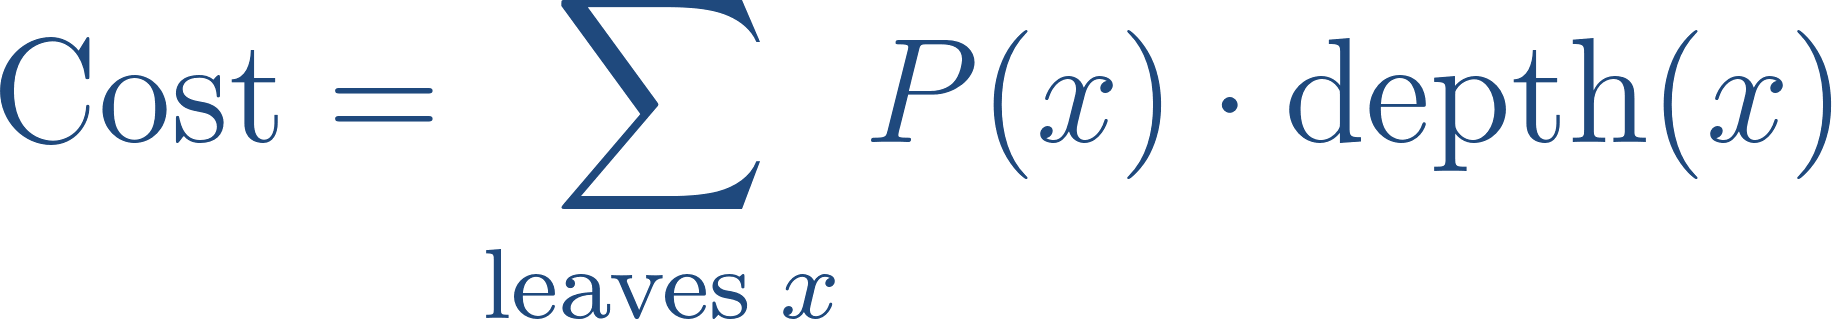 Cost = ∑ P(x) · depth(x)
leaves x